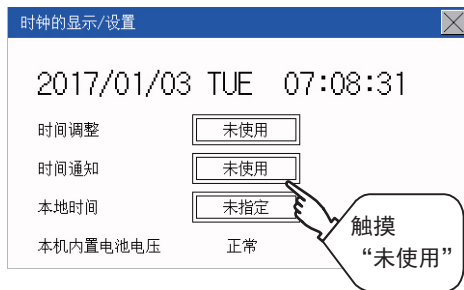 时钟的显示/设置
2017/01/03 TUE 07:08:31
时间调整 未使用
时间通知 未使用
本地时间 未指定
本机内置电池电压 正常
触摸
“未使用”